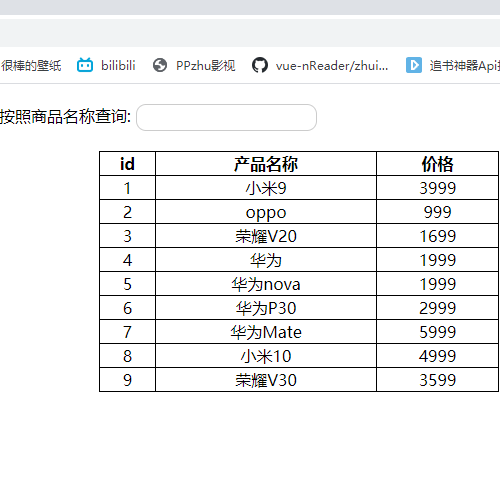 很棒的壁纸 bilibili PPzhu影视 vue-nReader/zhui... 追书神器Api
按照商品名称查询:
id 产品名称 价格
1 小米9 3999
2 oppo 999
3 荣耀V20 1699
4 华为 1999
5 华为nova 1999
6 华为P30 2999
7 华为Mate 5999
8 小米10 4999
9 荣耀V30 3599